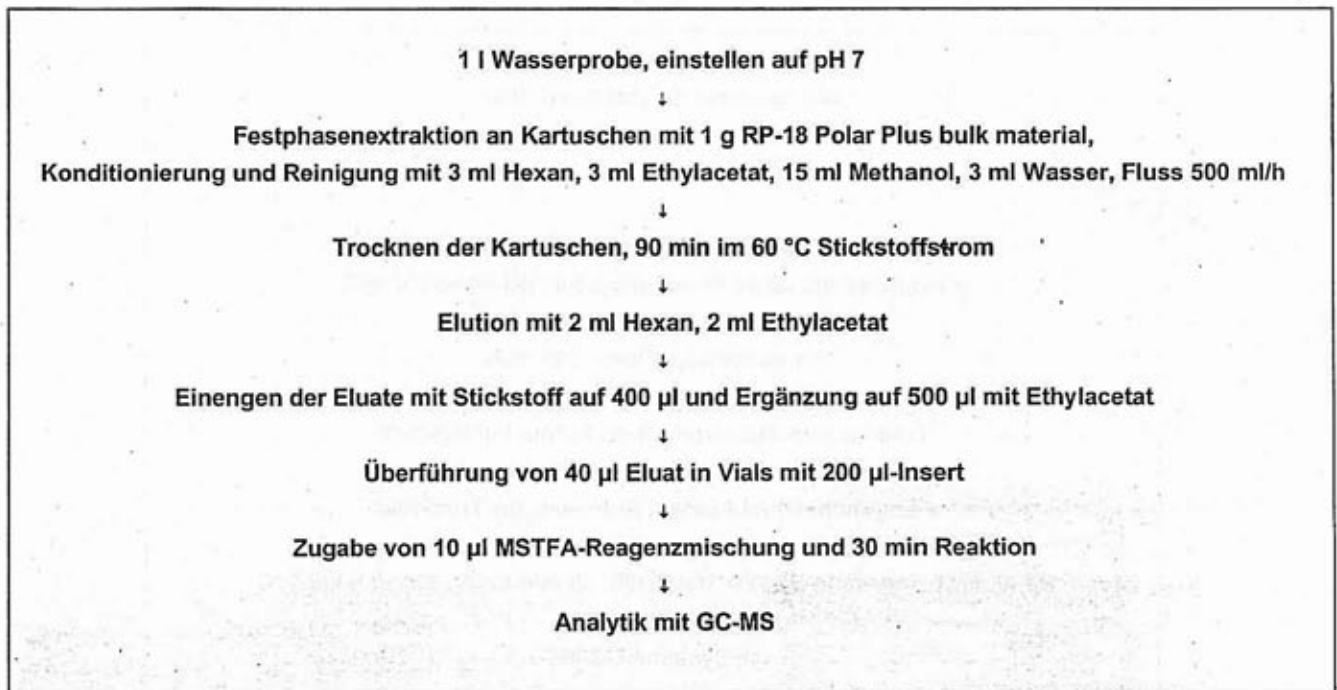 1 l Wasserprobe, einstellen auf pH 7
↓
Festphasenextraktion an Kartuschen mit 1 g RP-18 Polar Plus bulk material,
Konditionierung und Reinigung mit 3 ml Hexan, 3 ml Ethylacetat, 15 ml Methanol, 3 ml Wasser, Fluss 500 ml/h
↓
Trocknen der Kartuschen, 90 min im 60 °C Stickstoffstrom
↓
Elution mit 2 ml Hexan, 2 ml Ethylacetat
↓
Einengen der Eluate mit Stickstoff auf 400 µl und Ergänzung auf 500 µl mit Ethylacetat
↓
Überführung von 40 µl Eluat in Vials mit 200 µl-Insert
↓
Zugabe von 10 µl MSTFA-Reagenzmischung und 30 min Reaktion
↓
Analytik mit GC-MS